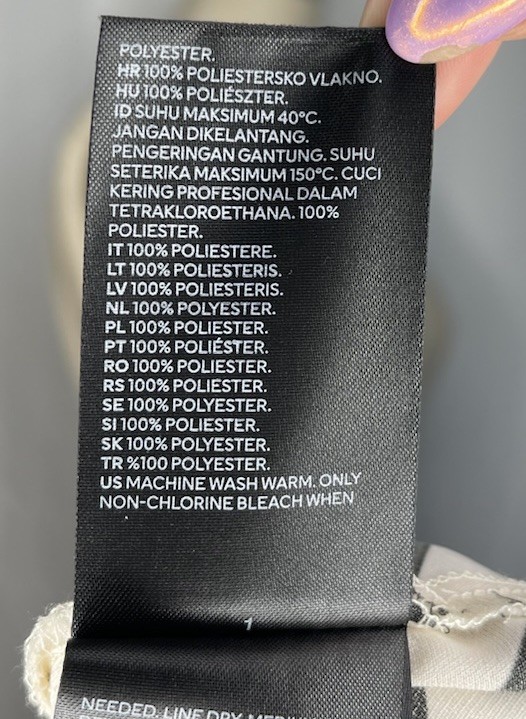 POLYESTER.
HR 100% POLIESTERSKO VLAKNO.
HU 100% POLIÉSZTER.
ID SUHU MAKSIMUM 40°C.
JANGAN DIKELANTANG.
PENGERINGAN GANTUNG. SUHU
SETERIKA MAKSIMUM 150°C. CUCI
KERING PROFESIONAL DALAM
TETRAKLOROETHANA. 100%
POLIESTER.
IT 100% POLIESTERE.
LT 100% POLIESTERIS.
LV 100% POLIESTERIS.
NL 100% POLYESTER.
PL 100% POLIESTER.
PT 100% POLIÉSTER.
RO 100% POLIESTER.
RS 100% POLIESTER.
SE 100% POLYESTER.
SI 100% POLIESTER.
SK 100% POLYESTER.
TR %100 POLYESTER.
US MACHINE WASH WARM. ONLY
NON-CHLORINE BLEACH WHEN
1
NEEDED. LINE DRY.